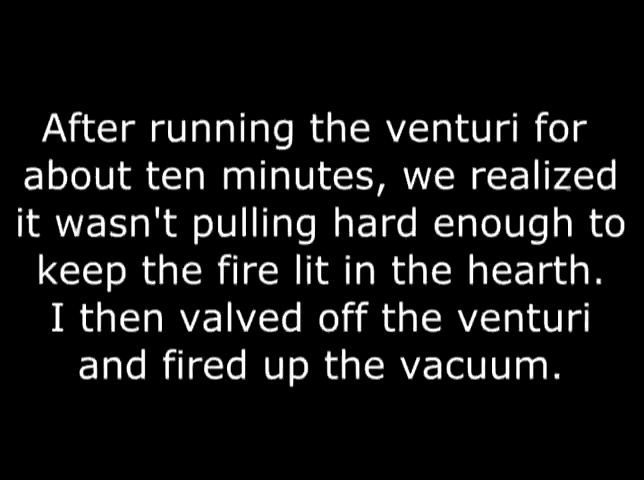 After running the venturi for
about ten minutes, we realized
it wasn't pulling hard enough to
keep the fire lit in the hearth.
I then valved off the venturi
and fired up the vacuum.